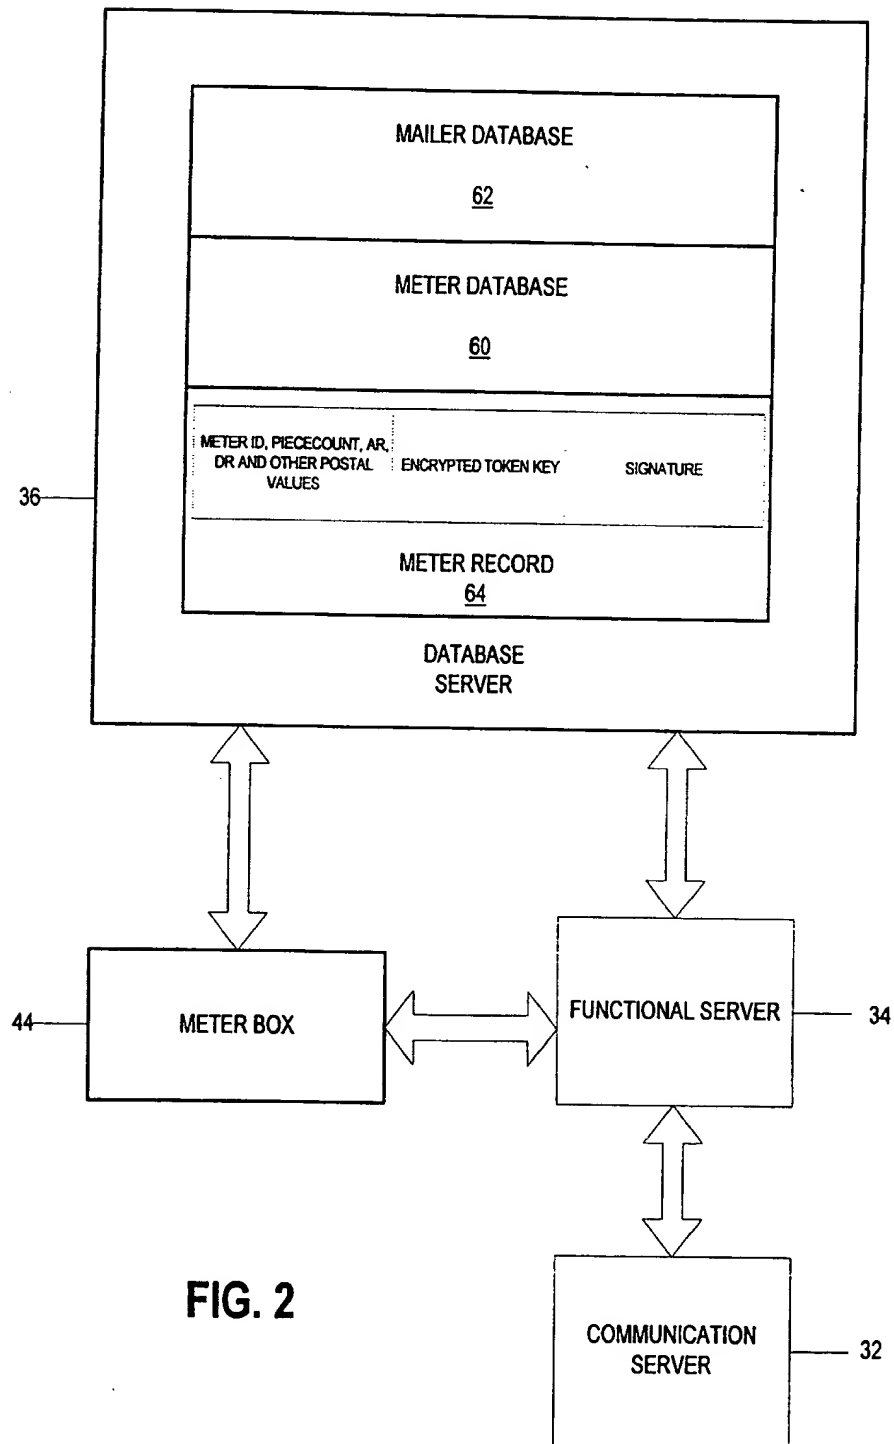 MAILER DATABASE
62
METER DATABASE
60
METER ID, PIECECOUNT, AR,
DR AND OTHER POSTAL
VALUES
ENCRYPTED TOKEN KEY
SIGNATURE
36
METER RECORD
64
DATABASE
SERVER
44
METER BOX
FUNCTIONAL SERVER
34
FIG. 2
COMMUNICATION
SERVER
32